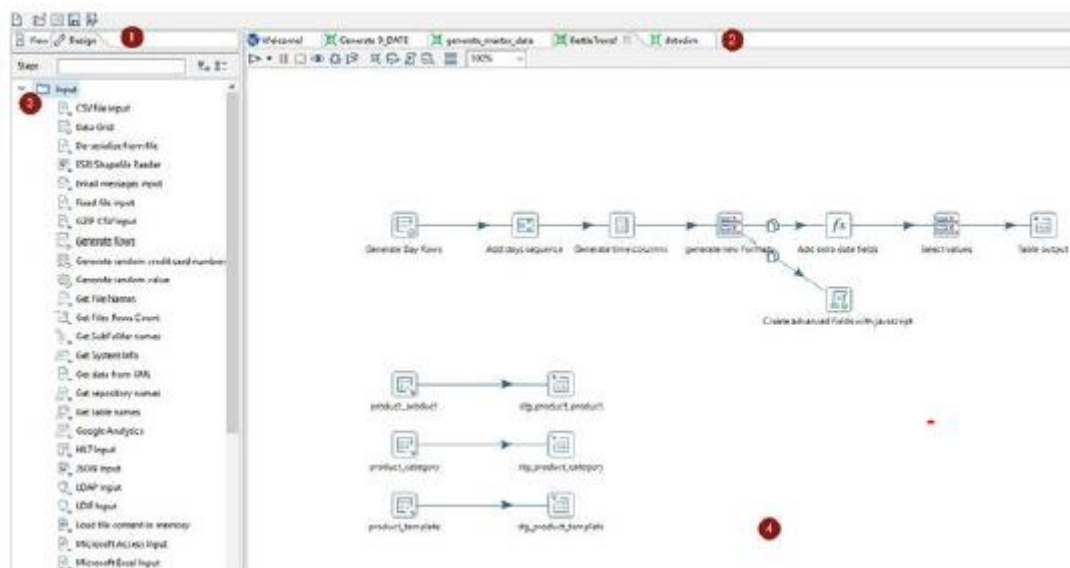 View Design 1
Welcome! Generate D_DATE generate_master_data KettleTransf datedim 2
Steps
100%
Input
3
CSV file input
Data Grid
De-serialize from file
ESRI Shapefile Reader
Email messages input
Fixed file input
GZIP CSV Input
Generate Rows
Generate random credit card numbers
Generate random value
Get File Names
Get Files Rows Count
Get SubFolder names
Get System Info
Get data from XML
Get repository names
Get table names
Google Analytics
HL7 Input
JSON Input
LDAP Input
LDIF Input
Load file content in memory
Microsoft Access Input
Microsoft Excel Input
Generate Day Rows Add days sequence Generate time columns generate new formats Add extra date fields Select values Table output
Create advanced fields with javascript
product_product stg_product_product
product_category stg_product_category
product_template stg_product_template
4